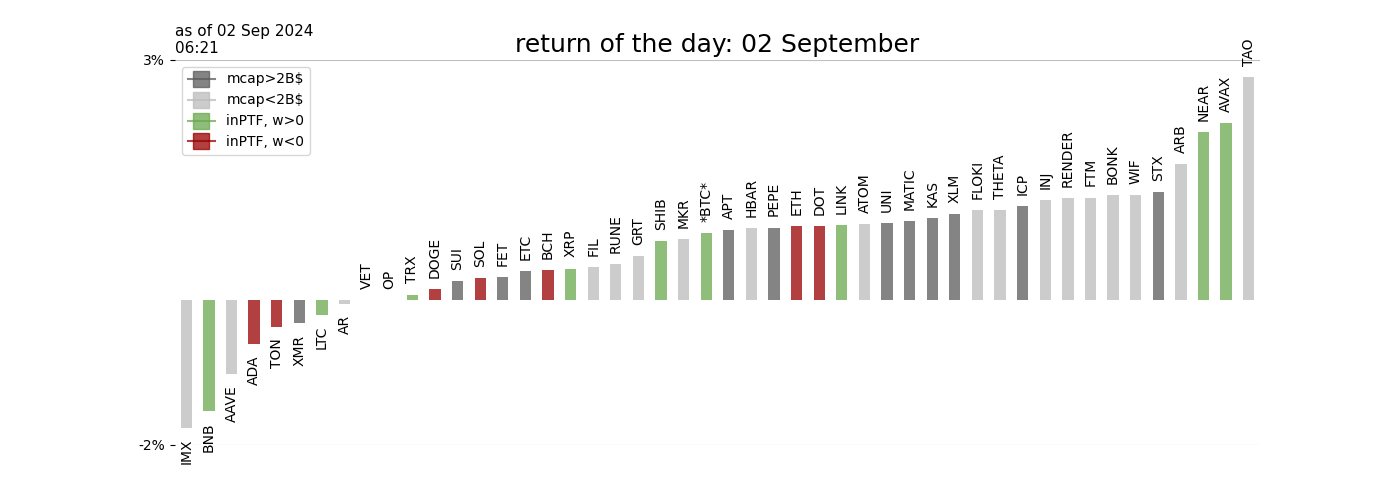 as of 02 Sep 2024
06:21
return of the day: 02 September
3%
-2%
mcap>2B$
mcap<2B$
inPTF, w>0
inPTF, w<0
IMX
BNB
AAVE
ADA
TON
XMR
LTC
AR
VET
OP
TRX
DOGE
SUI
SOL
FET
ETC
BCH
XRP
FIL
RUNE
GRT
SHIB
MKR
*BTC*
APT
HBAR
PEPE
ETH
DOT
LINK
ATOM
UNI
MATIC
KAS
XLM
FLOKI
THETA
ICP
INJ
RENDER
FTM
BONK
WIF
STX
ARB
NEAR
AVAX
TAO